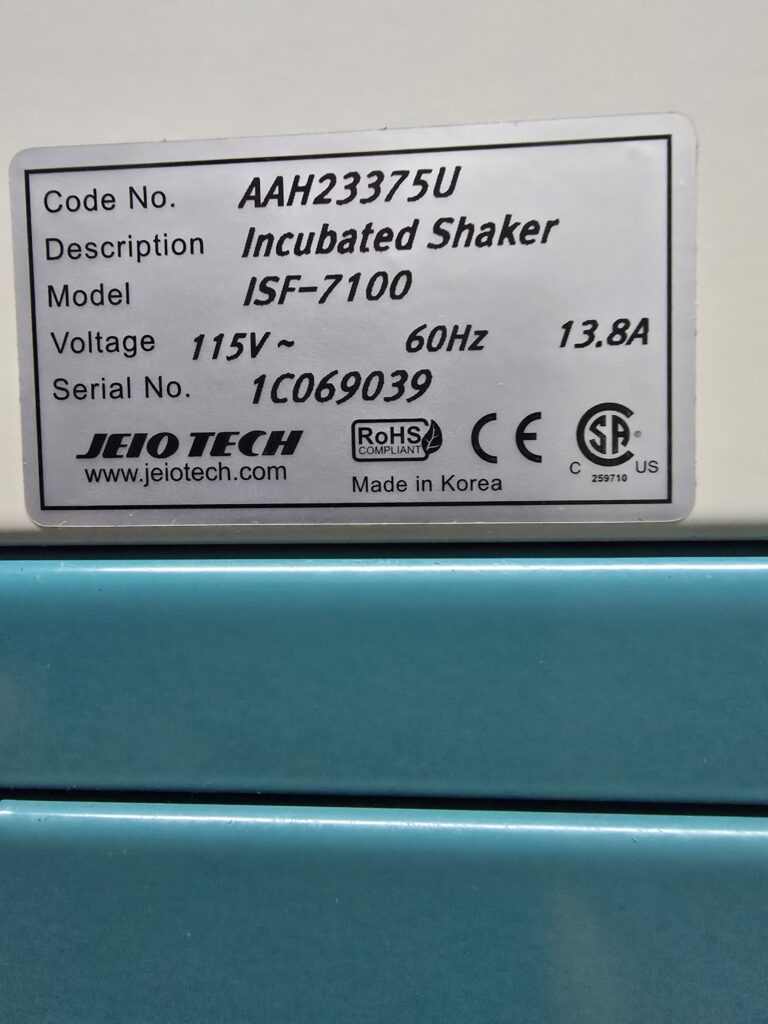 Code No. AAH23375U
Description Incubated Shaker
Model ISF-7100
Voltage 115V ~ 60Hz 13.8A
Serial No. 1C069039
JEIO TECH
www.jeiotech.com
RoHS
COMPLIANT
Made in Korea
CE
SA ®
C US
259710